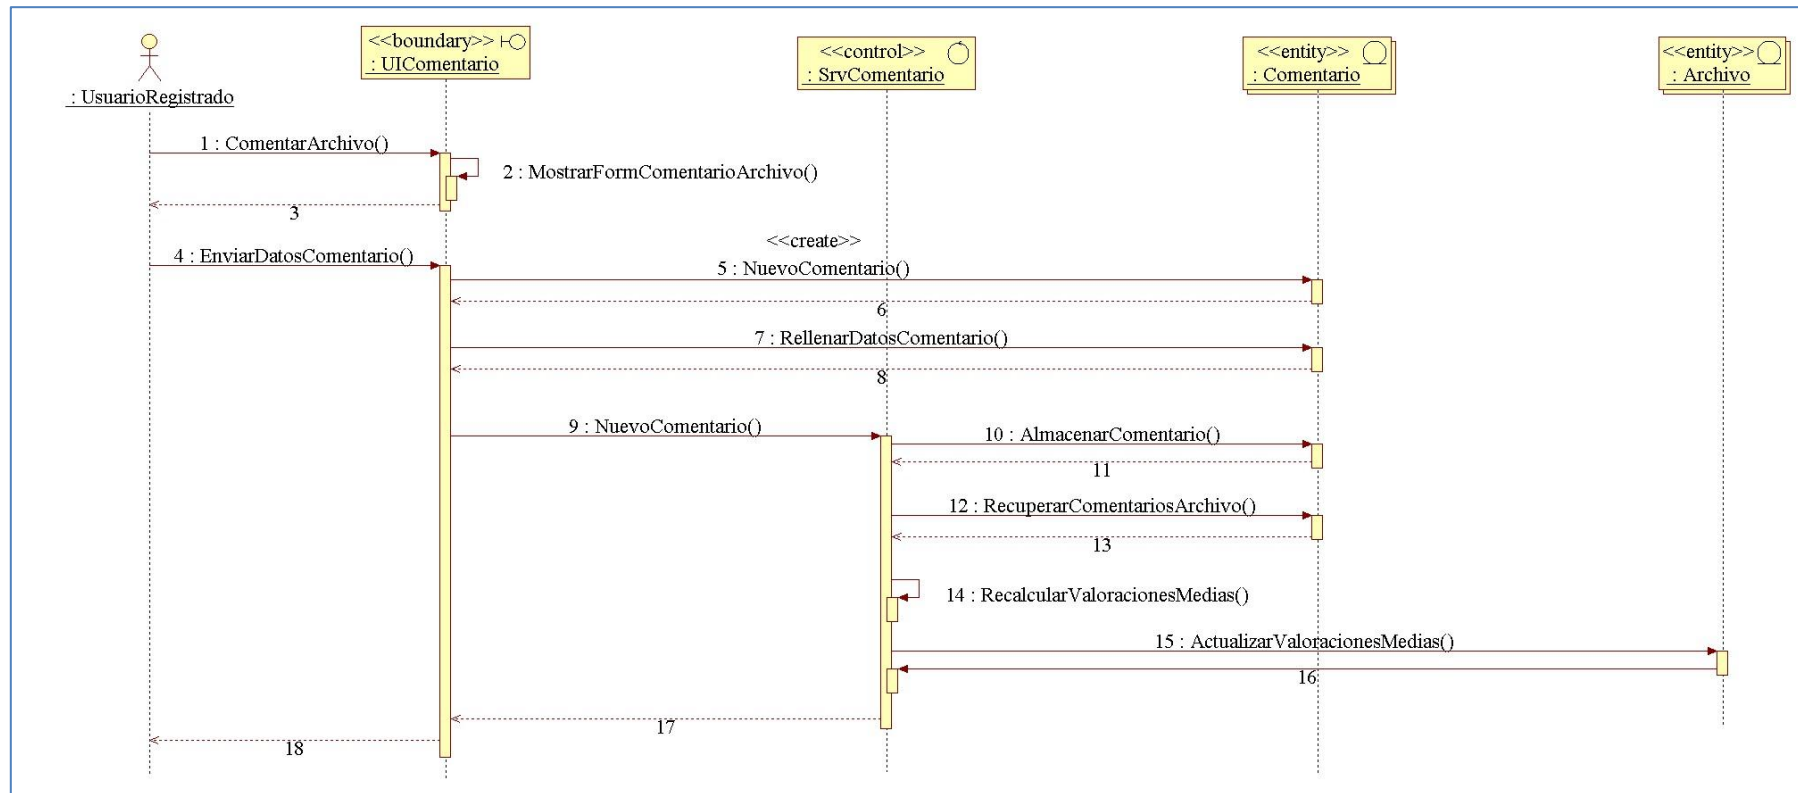 <<boundary>>
: UIComentario
<<control>>
: SrvComentario
<<entity>>
: Comentario
<<entity>>
: Archivo
: UsuarioRegistrado
1 : ComentarArchivo()
2 : MostrarFormComentarioArchivo()
3
<<create>>
4 : EnviarDatosComentario()
5 : NuevoComentario()
6
7 : RellenarDatosComentario()
8
9 : NuevoComentario()
10 : AlmacenarComentario()
11
12 : RecuperarComentariosArchivo()
13
14 : RecalcularValoracionesMedias()
15 : ActualizarValoracionesMedias()
16
17
18